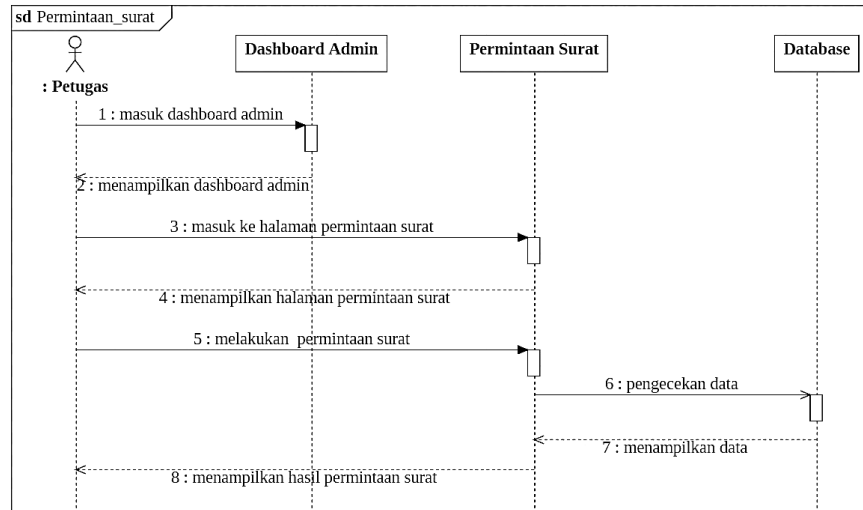 sd Permintaan_surat
Dashboard Admin
Permintaan Surat
Database
: Petugas
1 : masuk dashboard admin
2 : menampilkan dashboard admin
3 : masuk ke halaman permintaan surat
4 : menampilkan halaman permintaan surat
5 : melakukan  permintaan surat
6 : pengecekan data
7 : menampilkan data
8 : menampilkan hasil permintaan surat